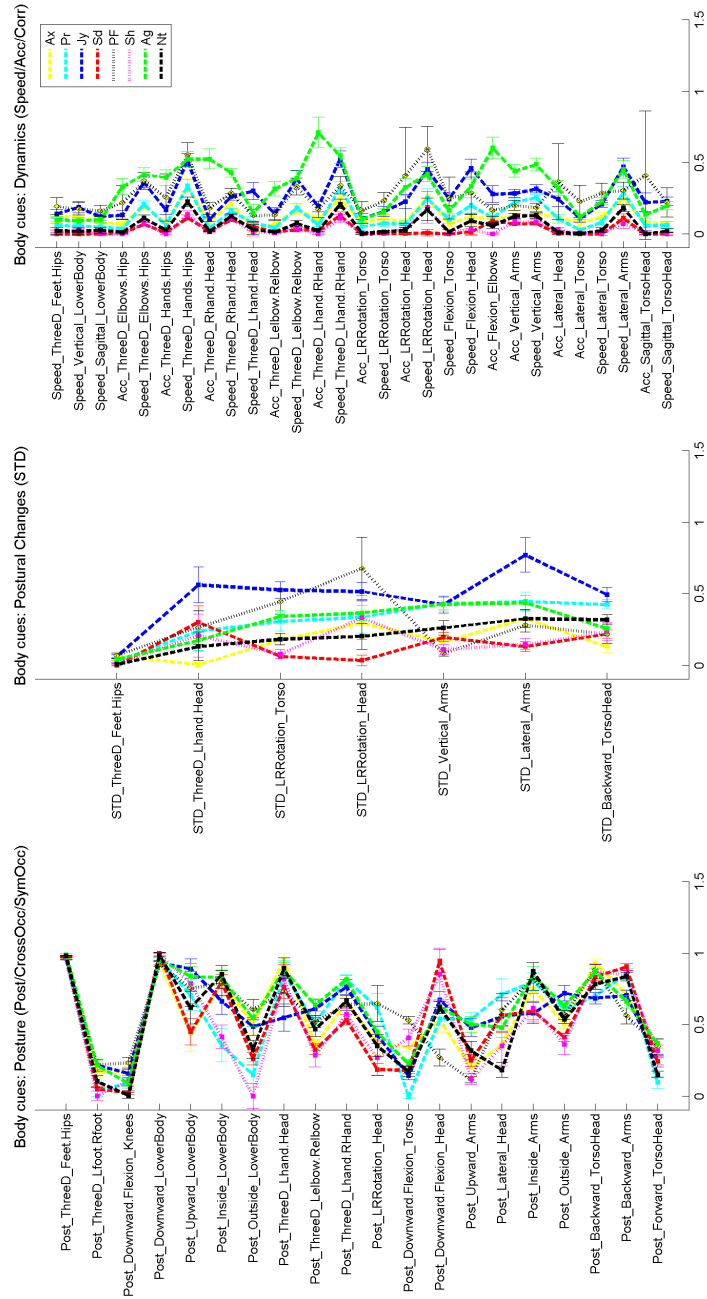 Body cues: Posture (Post/CrossOcc/SymOcc)
1.5
1
0.5
0
Post_ThreeD_Feet.Hips
Post_ThreeD_Lfoot.Rfoot
Post_Downward.Flexion_Knees
Post_Downward_LowerBody
Post_Upward_LowerBody
Post_Inside_LowerBody
Post_Outside_LowerBody
Post_ThreeD_Lhand.Head
Post_ThreeD_Lelbow.Relbow
Post_ThreeD_Lhand.RHand
Post_LRRotation_Head
Post_Downward.Flexion_Torso
Post_Downward.Flexion_Head
Post_Upward_Arms
Post_Lateral_Head
Post_Inside_Arms
Post_Outside_Arms
Post_Backward_TorsoHead
Post_Backward_Arms
Post_Forward_TorsoHead
Body cues: Postural Changes (STD)
1.5
1
0.5
0
STD_ThreeD_Feet.Hips
STD_ThreeD_Lhand.Head
STD_LRRotation_Torso
STD_LRRotation_Head
STD_Vertical_Arms
STD_Lateral_Arms
STD_Backward_TorsoHead
Body cues: Dynamics (Speed/Acc/Corr)
1.5
1
0.5
0
Speed_ThreeD_Feet.Hips
Speed_Vertical_LowerBody
Speed_Sagittal_LowerBody
Acc_ThreeD_Elbows.Hips
Speed_ThreeD_Elbows.Hips
Acc_ThreeD_Hands.Hips
Speed_ThreeD_Hands.Hips
Acc_ThreeD_Rhand.Head
Speed_ThreeD_Rhand.Head
Speed_ThreeD_Lhand.Head
Acc_ThreeD_Lelbow.Relbow
Speed_ThreeD_Lelbow.Relbow
Acc_ThreeD_Lhand.RHand
Speed_ThreeD_Lhand.RHand
Acc_LRRotation_Torso
Speed_LRRotation_Torso
Acc_LRRotation_Head
Speed_LRRotation_Head
Speed_Flexion_Torso
Speed_Flexion_Head
Acc_Flexion_Elbows
Acc_Vertical_Arms
Speed_Vertical_Arms
Acc_Lateral_Head
Acc_Lateral_Torso
Speed_Lateral_Torso
Speed_Lateral_Arms
Acc_Sagittal_TorsoHead
Speed_Sagittal_TorsoHead
Ax
Pr
Jy
Sd
PF
Sh
Ag
Nt